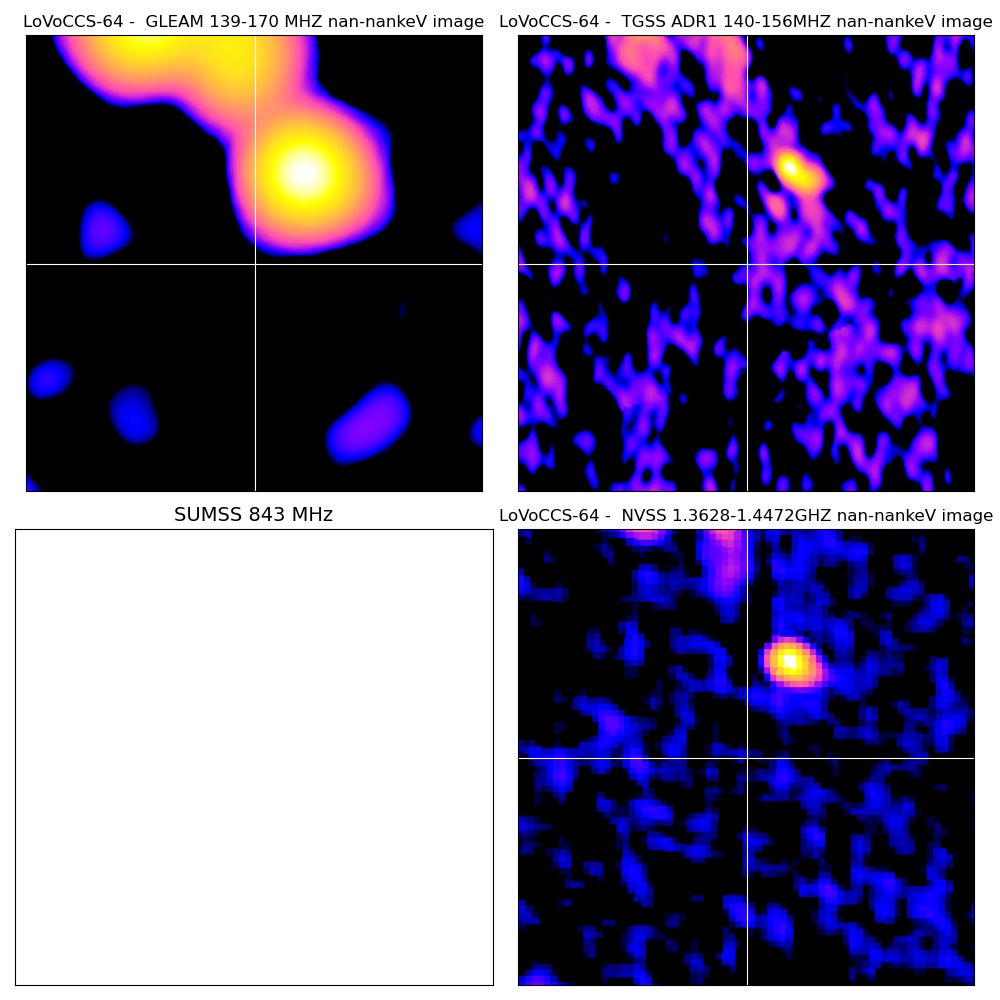 LoVoCCS-64 -  GLEAM 139-170 MHZ nan-nankeV image
LoVoCCS-64 -  TGSS ADR1 140-156MHZ nan-nankeV image
SUMSS 843 MHz
LoVoCCS-64 -  NVSS 1.3628-1.4472GHZ nan-nankeV image